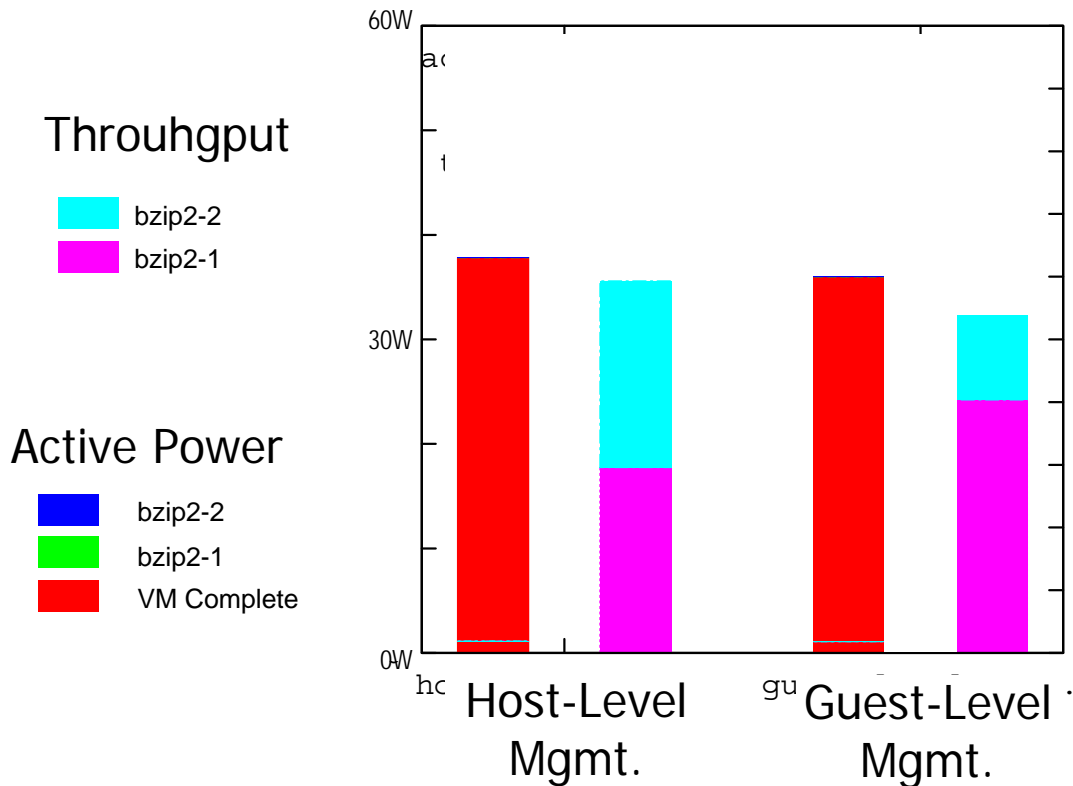 60W
Throuhgput
bzip2-2
bzip2-1
30W
Active Power
bzip2-2
bzip2-1
VM Complete
0W
Host-Level
Mgmt.
Guest-Level
Mgmt.